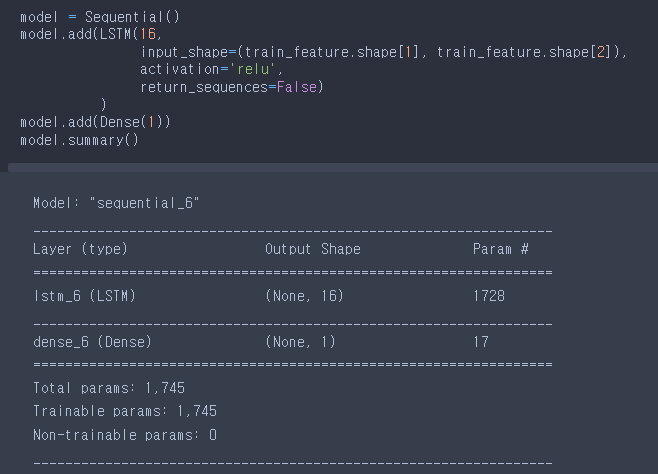 model = Sequential()
model.add(LSTM(16,
               input_shape=(train_feature.shape[1], train_feature.shape[2]),
               activation='relu',
               return_sequences=False)
          )
model.add(Dense(1))
model.summary()
Model: "sequential_6"
_________________________________________________________________
Layer (type)                 Output Shape              Param #
=================================================================
lstm_6 (LSTM)                (None, 16)                1728
_________________________________________________________________
dense_6 (Dense)              (None, 1)                 17
=================================================================
Total params: 1,745
Trainable params: 1,745
Non-trainable params: 0
_________________________________________________________________